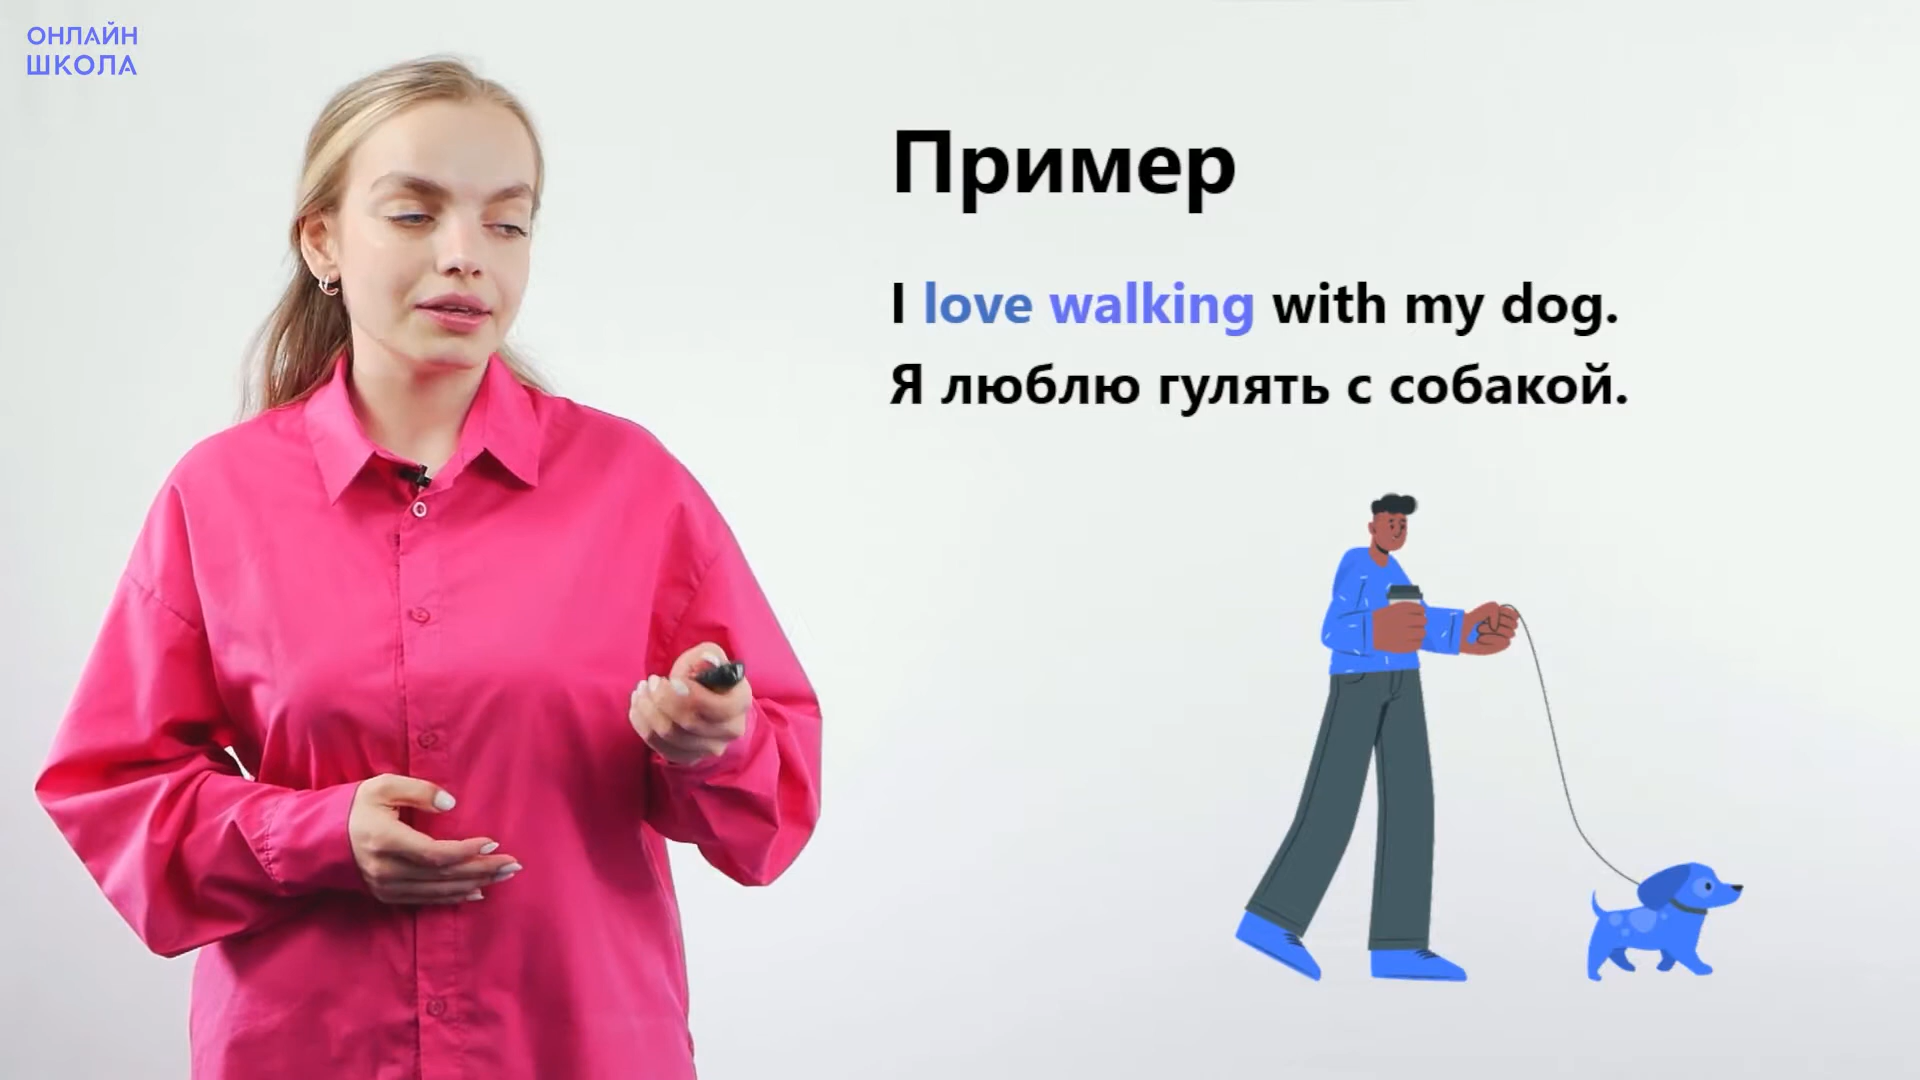 ОНЛАЙН
ШКОЛА
Пример
I love walking with my dog.
Я люблю гулять с собакой.